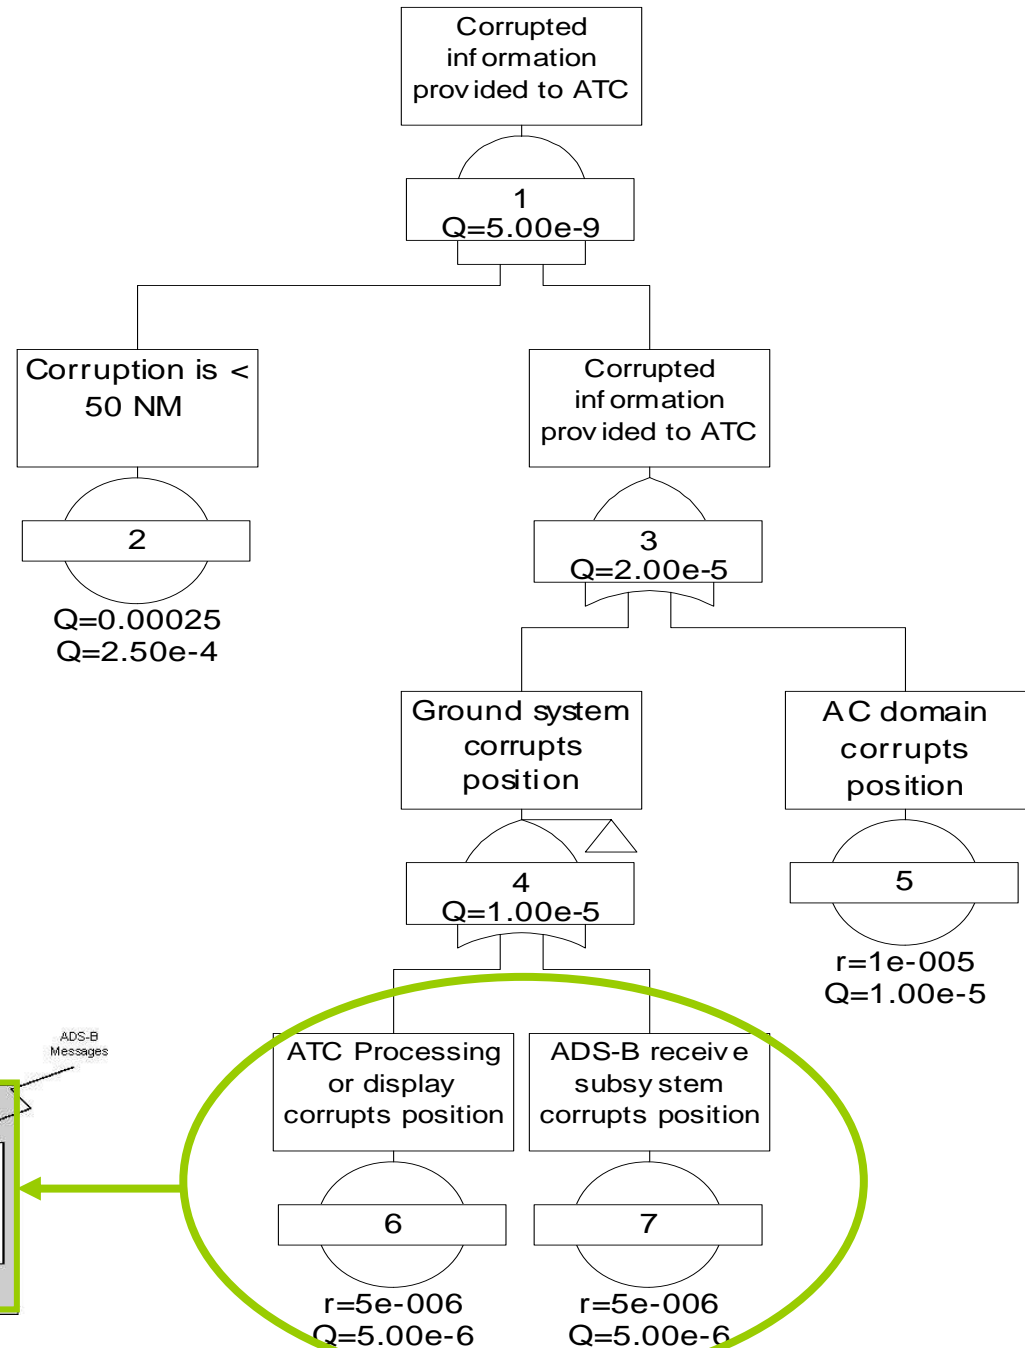 Corrupted
information
provided to ATC
1
Q=5.00e-9
Corruption is <
50 NM
2
Q=0.00025
Q=2.50e-4
Corrupted
information
provided to ATC
3
Q=2.00e-5
Ground system
corrupts
position
4
Q=1.00e-5
AC domain
corrupts
position
5
r=1e-005
Q=1.00e-5
ADS-B
Messages
ATC Processing
or display
corrupts position
6
r=5e-006
Q=5.00e-6
ADS-B receive
subsystem
corrupts position
7
r=5e-006
Q=5.00e-6